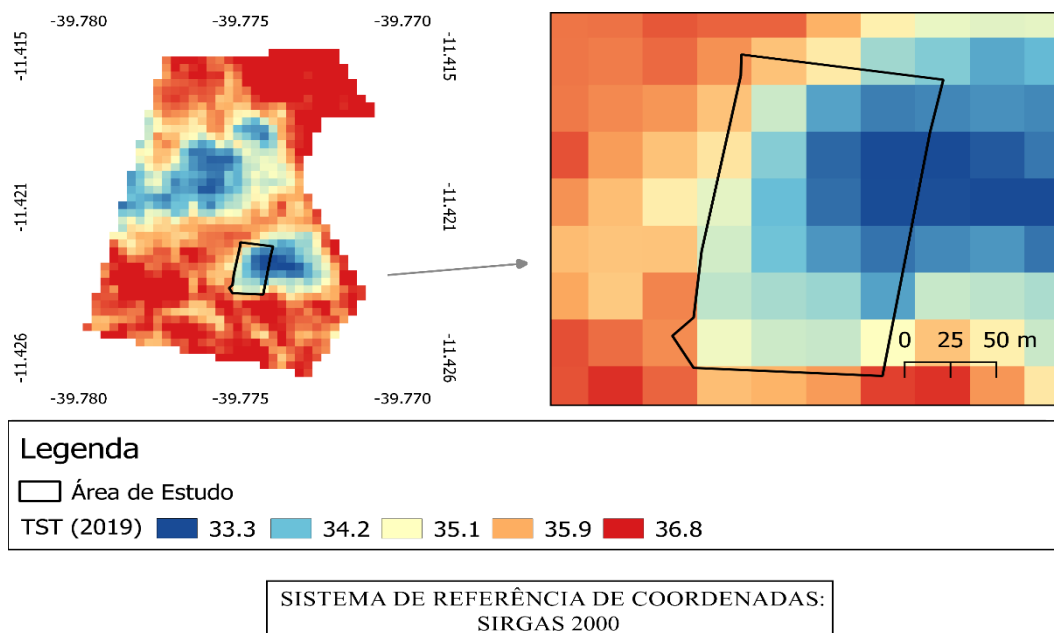 -39.780 -39.775 -39.770
-11.415 -11.415
-11.421 -11.421
-11.426 -11.426
-39.780 -39.775 -39.770
0 25 50 m
Legenda
Área de Estudo
TST (2019) 33.3 34.2 35.1 35.9 36.8
SISTEMA DE REFERÊNCIA DE COORDENADAS:
SIRGAS 2000